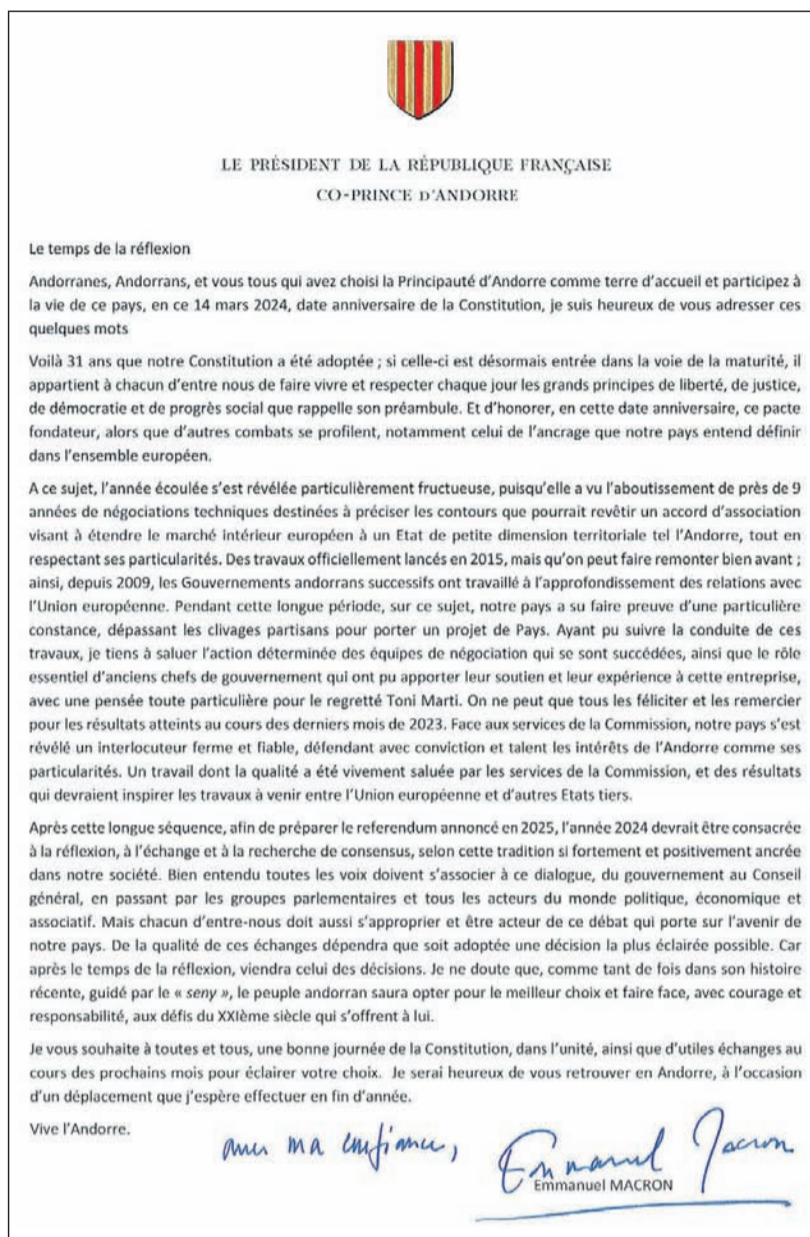 LE PRÉSIDENT DE LA RÉPUBLIQUE FRANÇAISE
CO-PRINCE D'ANDORRE
Le temps de la réflexion
Andorranes, Andorrans, et vous tous qui avez choisi la Principauté d'Andorre comme terre d'accueil et participez à
la vie de ce pays, en ce 14 mars 2024, date anniversaire de la Constitution, je suis heureux de vous adresser ces
quelques mots
Voilà 31 ans que notre Constitution a été adoptée ; si celle-ci est désormais entrée dans la voie de la maturité, il
appartient à chacun d'entre nous de faire vivre et respecter chaque jour les grands principes de liberté, de justice,
de démocratie et de progrès social que rappelle son préambule. Et d'honorer, en cette date anniversaire, ce pacte
fondateur, alors que d'autres combats se profilent, notamment celui de l'ancrage que notre pays entend définir
dans l'ensemble européen.
A ce sujet, l'année écoulée s'est révélée particulièrement fructueuse, puisqu'elle a vu l'aboutissement de près de 9
années de négociations techniques destinées à préciser les contours que pourrait revêtir un accord d'association
visant à étendre le marché intérieur européen à un Etat de petite dimension territoriale tel l'Andorre, tout en
respectant ses particularités. Des travaux officiellement lancés en 2015, mais qu'on peut faire remonter bien avant ;
ainsi, depuis 2009, les Gouvernements andorrans successifs ont travaillé à l'approfondissement des relations avec
l'Union européenne. Pendant cette longue période, sur ce sujet, notre pays a su faire preuve d'une particulière
constance, dépassant les clivages partisans pour porter un projet de Pays. Ayant pu suivre la conduite de ces
travaux, je tiens à saluer l'action déterminée des équipes de négociation qui se sont succédées, ainsi que le rôle
essentiel d'anciens chefs de gouvernement qui ont pu apporter leur soutien et leur expérience à cette entreprise,
avec une pensée toute particulière pour le regretté Toni Marti. On ne peut que tous les féliciter et les remercier
pour les résultats atteints au cours des derniers mois de 2023. Face aux services de la Commission, notre pays s'est
révélé un interlocuteur ferme et fiable, défendant avec conviction et talent les intérêts de l'Andorre comme ses
particularités. Un travail dont la qualité a été vivement saluée par les services de la Commission, et des résultats
qui devraient inspirer les travaux à venir entre l'Union européenne et d'autres Etats tiers.
Après cette longue séquence, afin de préparer le referendum annoncé en 2025, l'année 2024 devrait être consacrée
à la réflexion, à l'échange et à la recherche de consensus, selon cette tradition si fortement et positivement ancrée
dans notre société. Bien entendu toutes les voix doivent s'associer à ce dialogue, du gouvernement au Conseil
général, en passant par les groupes parlementaires et tous les acteurs du monde politique, économique et
associatif. Mais chacun d'entre-nous doit aussi s'approprier et être acteur de ce débat qui porte sur l'avenir de
notre pays. De la qualité de ces échanges dépendra que soit adoptée une décision la plus éclairée possible. Car
après le temps de la réflexion, viendra celui des décisions. Je ne doute que, comme tant de fois dans son histoire
récente, guidé par le « seny », le peuple andorran saura opter pour le meilleur choix et faire face, avec courage et
responsabilité, aux défis du XXIème siècle qui s'offrent à lui.
Je vous souhaite à toutes et tous, une bonne journée de la Constitution, dans l'unité, ainsi que d'utiles échanges au
cours des prochains mois pour éclairer votre choix. Je serai heureux de vous retrouver en Andorre, à l'occasion
d'un déplacement que j'espère effectuer en fin d'année.
Vive l'Andorre.
avec ma confiance,
Emmanuel Macron
Emmanuel MACRON